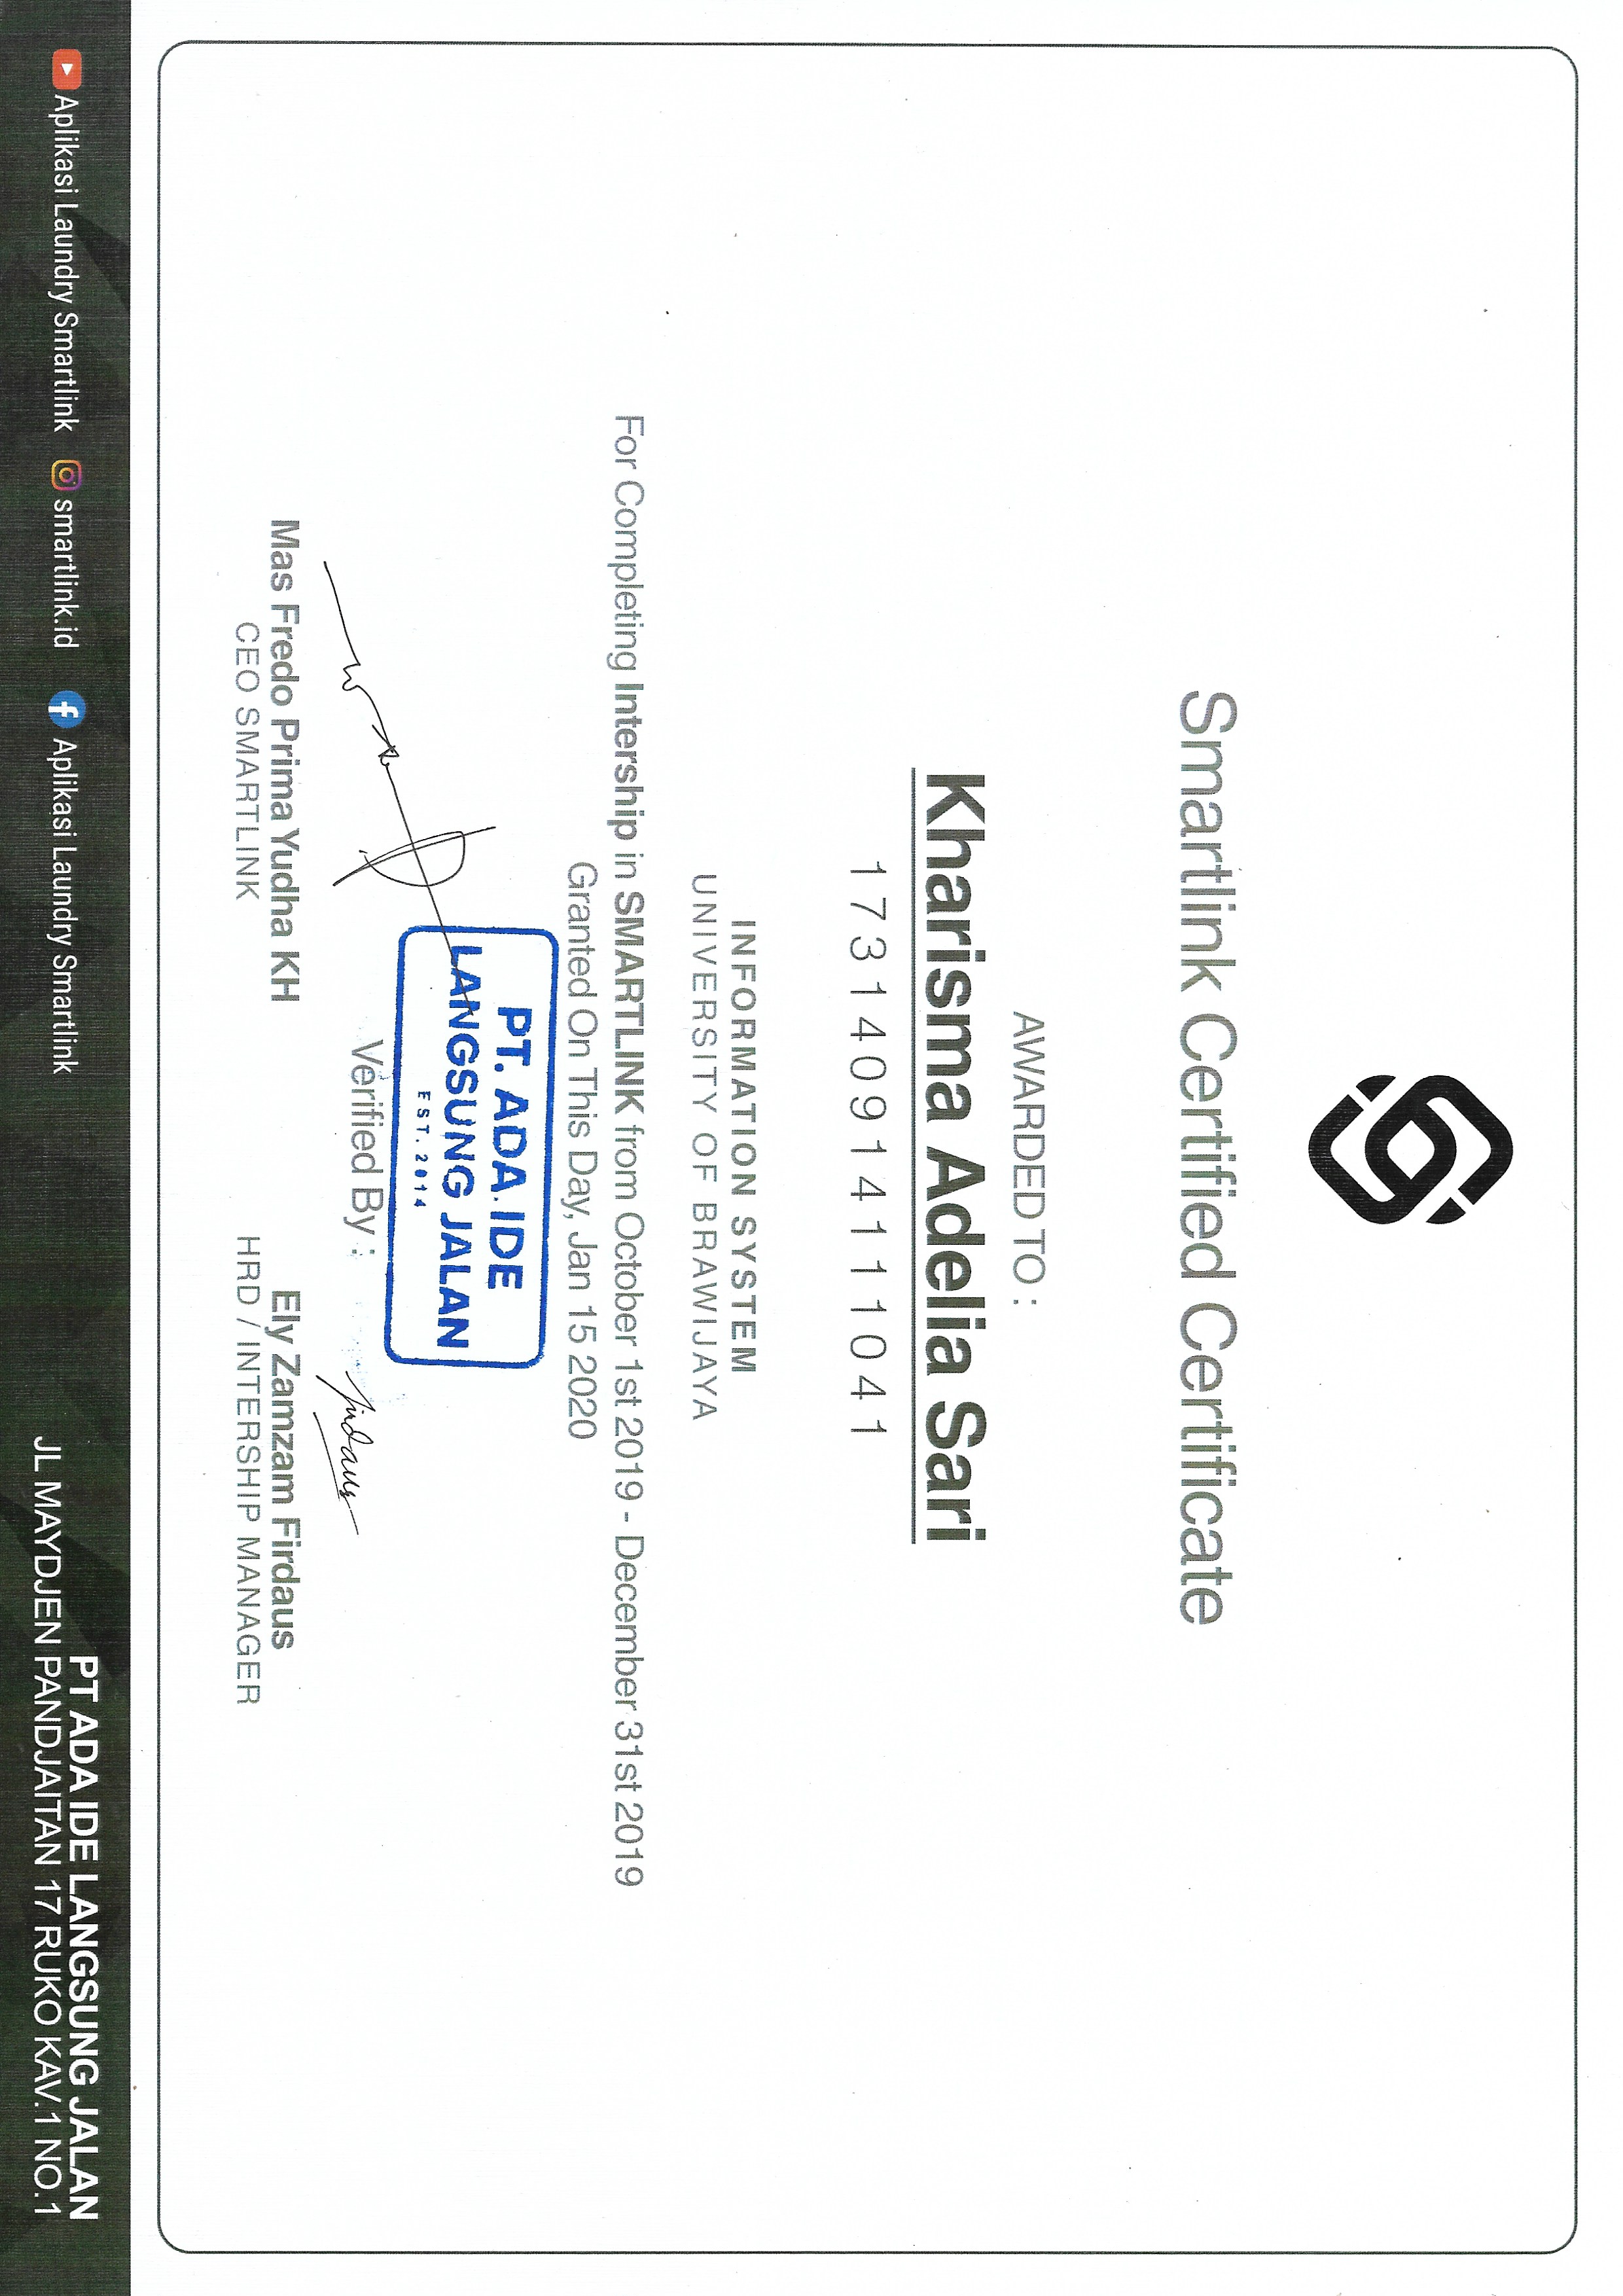 Smartlink Certified Certificate
AWARDED TO :
Kharisma Adelia Sari
173140914111041
INFORMATION SYSTEM
UNIVERSITY OF BRAWIJAYA
For Completing Intership in SMARTLINK from October 1st 2019 - December 31st 2019
Granted On This Day, Jan 15 2020
PT. ADA IDE
LANGSUNG JALAN
EST. 2014
Verified By :
Firdaus
Mas Fredo Prima Yudha KH
CEO SMARTLINK
Ely Zamzam Firdaus
HRD / INTERSHIP MANAGER
Aplikasi Laundry Smartlink smartlink.id Aplikasi Laundry Smartlink
PT ADA IDE LANGSUNG JALAN
JL MAYDJEN PANDJAITAN 17 RUKO KAV.1 NO.1